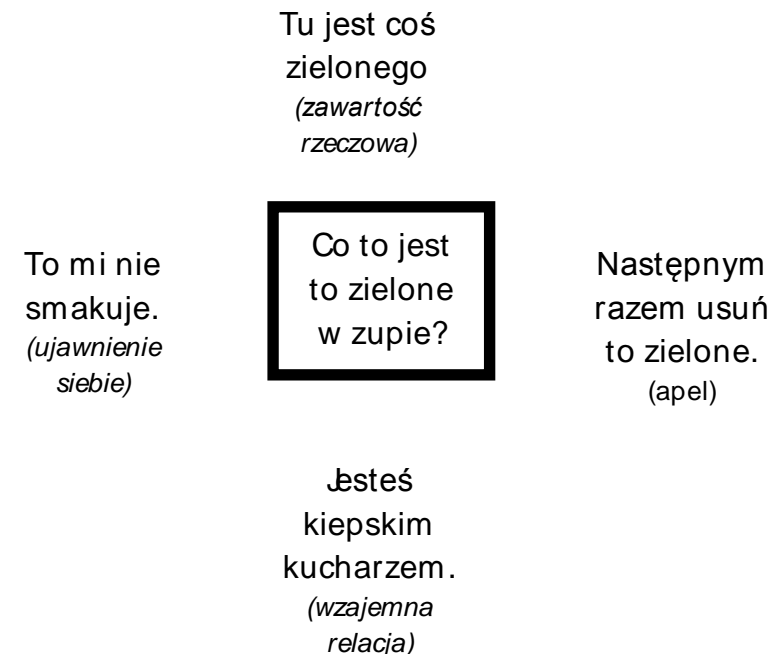 Tu jest coś
zielonego
(zawartość
rzeczowa)
To mi nie
smakuje.
(ujawnienie
siebie)
Co to jest
to zielone
w zupie?
Następnym
razem usuń
to zielone.
(apel)
Jesteś
kiepskim
kucharzem.
(wzajemna
relacja)